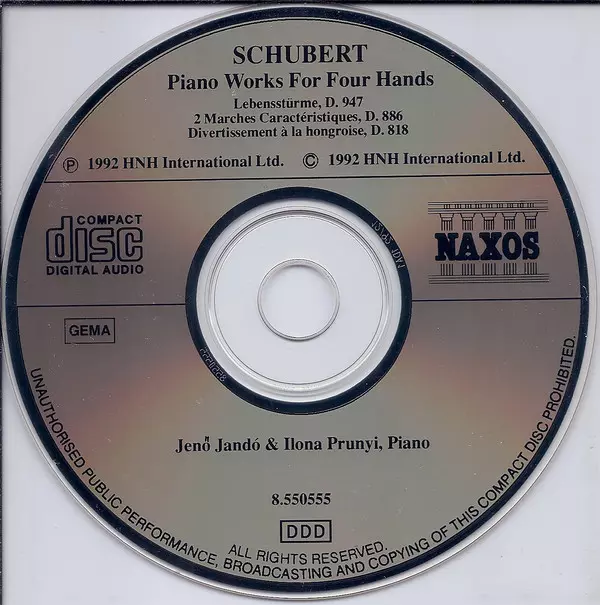 SCHUBERT
Piano Works For Four Hands
Lebensstürme, D. 947
2 Marches Caractéristiques, D. 886
Divertissement à la hongroise, D. 818
Ⓟ 1992 HNH International Ltd. © 1992 HNH International Ltd.
COMPACT
disc
DIGITAL AUDIO
NAXOS
GEMA
Jenő Jandó & Ilona Prunyi, Piano
8.550555
DDD
ALL RIGHTS RESERVED.
UNAUTHORISED PUBLIC PERFORMANCE, BROADCASTING AND COPYING OF THIS COMPACT DISC PROHIBITED.